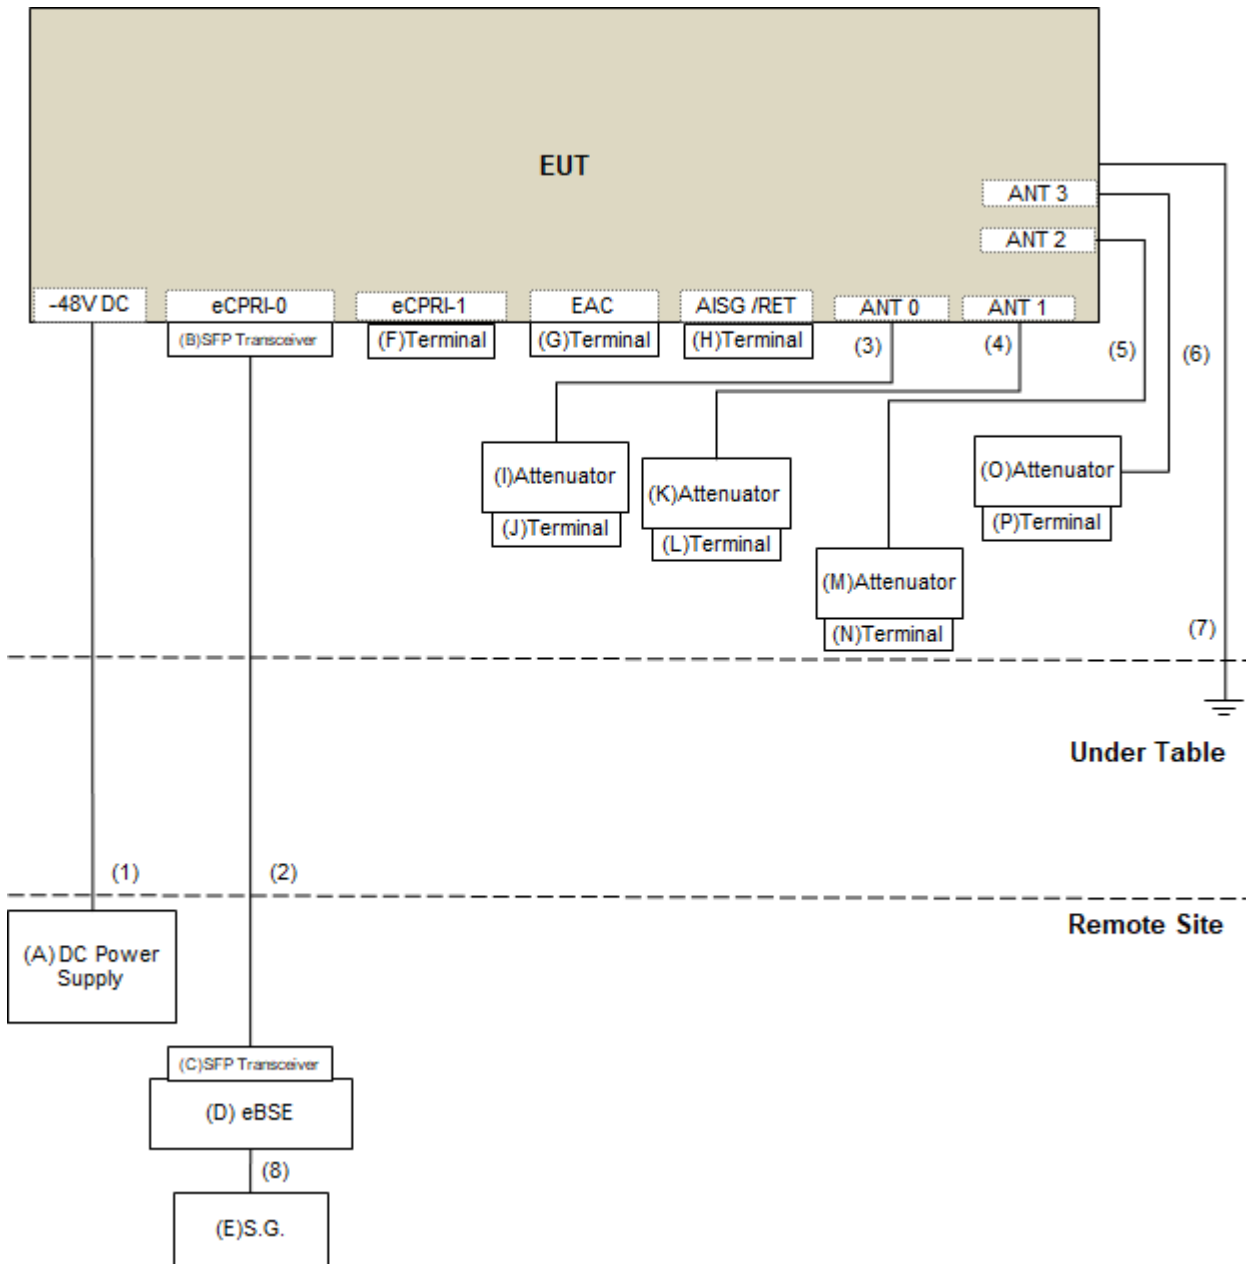 EUT
ANT 3
ANT 2
-48V DC
eCPRI-0
eCPRI-1
EAC
AISG /RET
ANT 0
ANT 1
(B)SFP Transceiver
(F)Terminal
(G)Terminal
(H)Terminal
(3)
(4)
(5)
(6)
(I)Attenuator
(J)Terminal
(K)Attenuator
(L)Terminal
(O)Attenuator
(P)Terminal
(M)Attenuator
(N)Terminal
(7)
Under Table
(1)
(2)
Remote Site
(A) DC Power
Supply
(C)SFP Transceiver
(D) eBSE
(8)
(E)S.G.